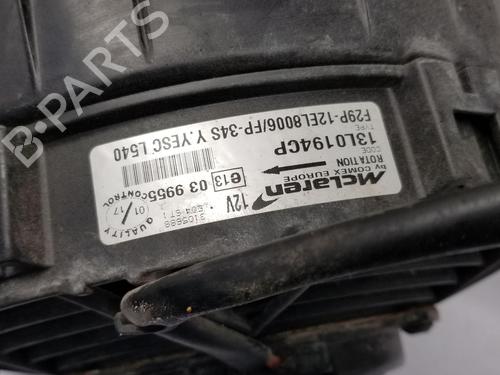 B-PARTS
McLaren
by COMEX EUROPE
ROTATION
CODE
13L0194CP
TYPE
F29P-12EL8006/FP-34S Y.YESC L540
e13 03 9955
12V
QUALITY
01/17
CONTROL